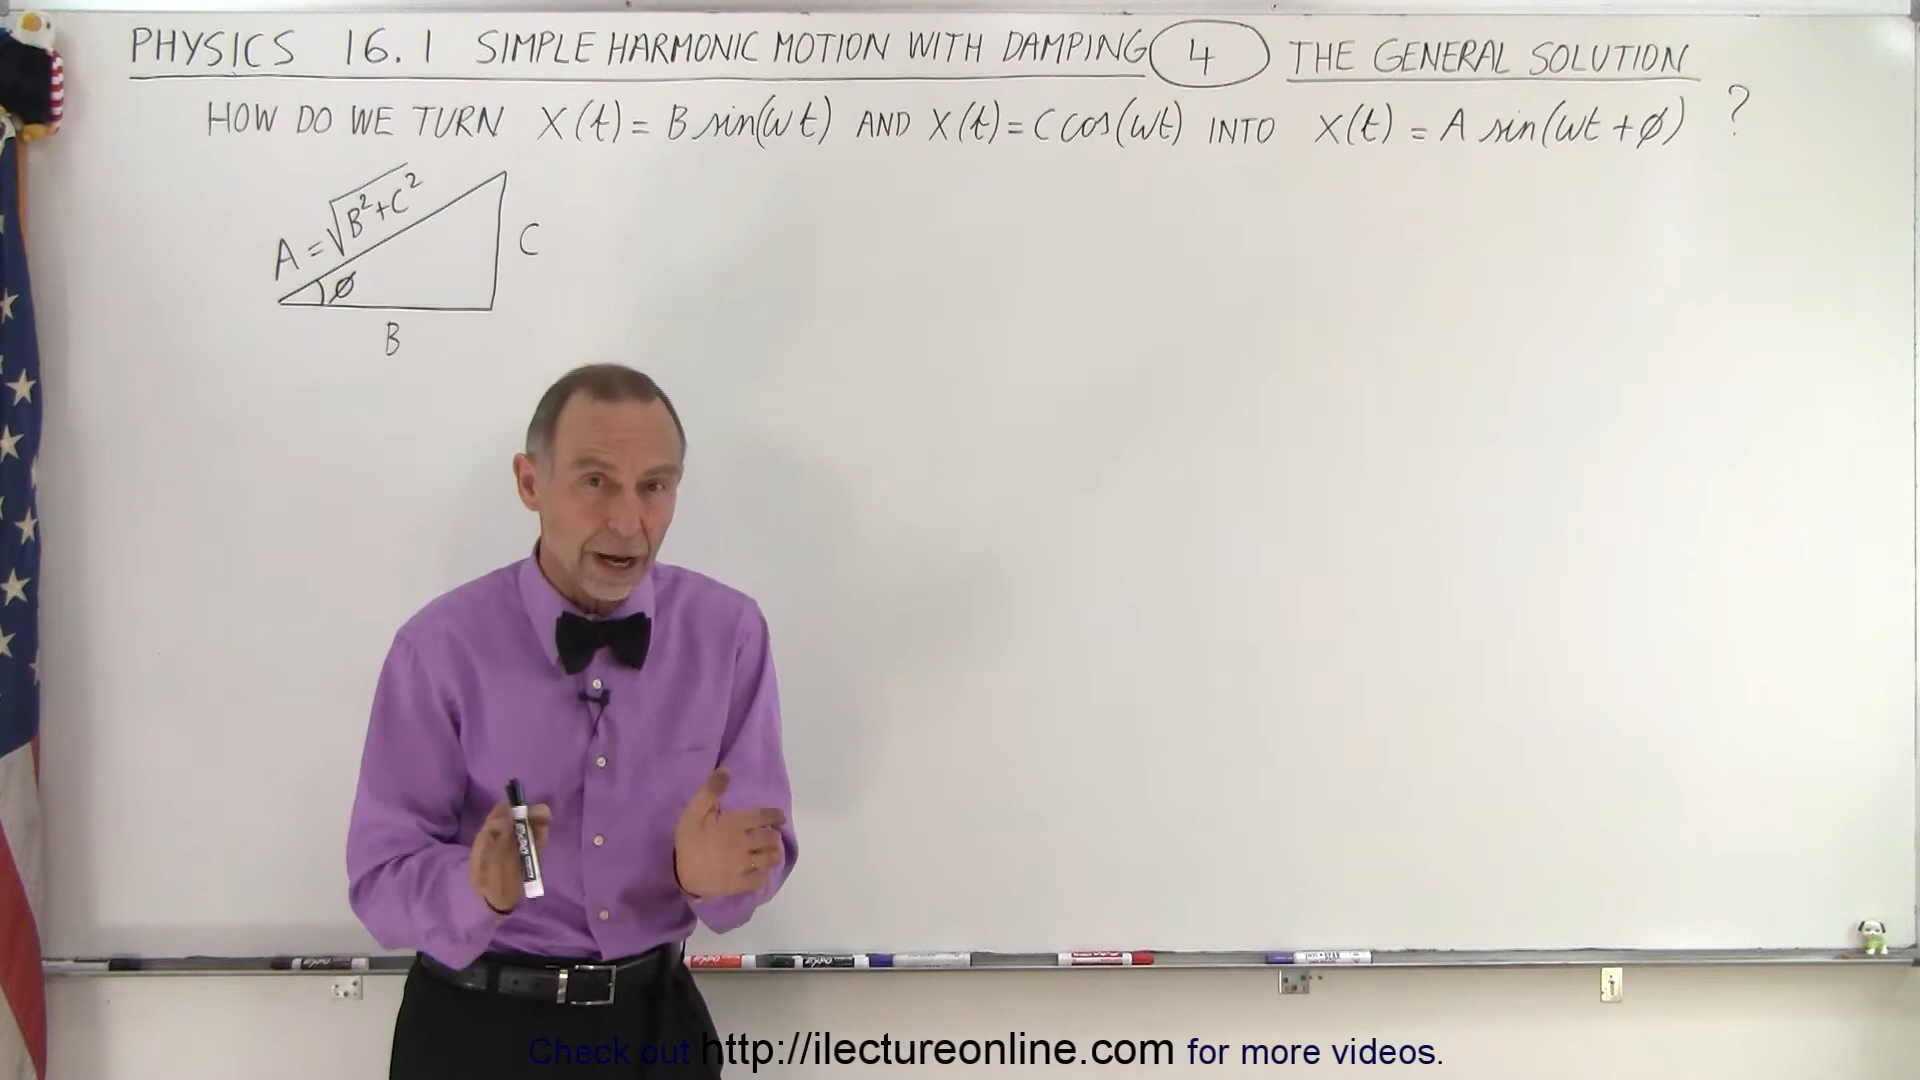 PHYSICS 16.1 SIMPLE HARMONIC MOTION WITH DAMPING 4 THE GENERAL SOLUTION
HOW DO WE TURN X(t) = B sin(ωt) AND X(t) = C cos(ωt) INTO X(t) = A sin(ωt + ø) ?
A = √B²+C²
C
ø
B
Check out http://ilectureonline.com for more videos.